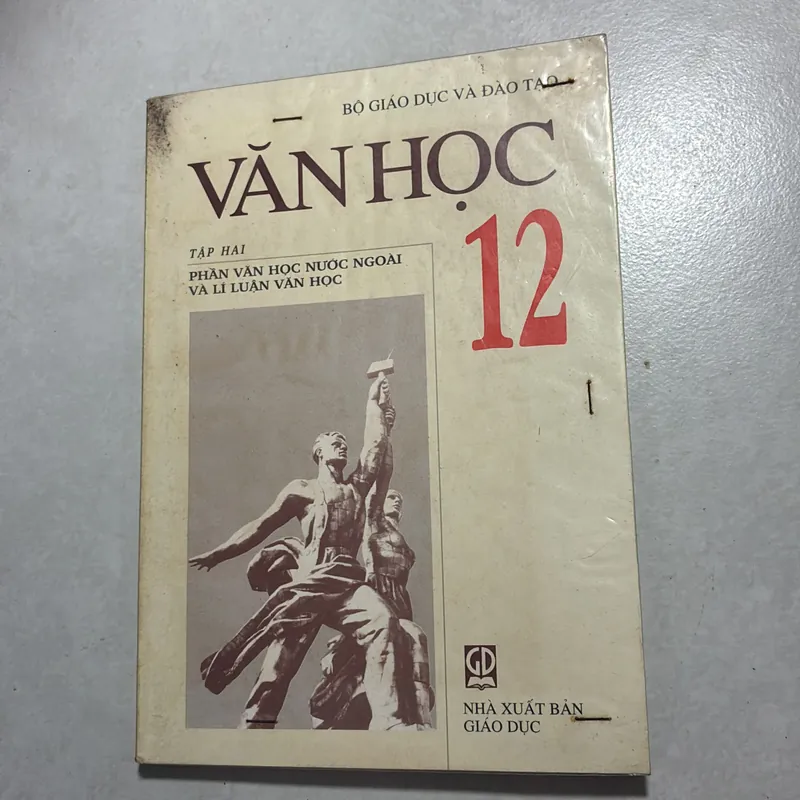 BỘ GIÁO DỤC VÀ ĐÀO TẠO
VĂN HỌC
12
TẬP HAI
PHẦN VĂN HỌC NƯỚC NGOÀI
VÀ LÍ LUẬN VĂN HỌC
GD
NHÀ XUẤT BẢN
GIÁO DỤC